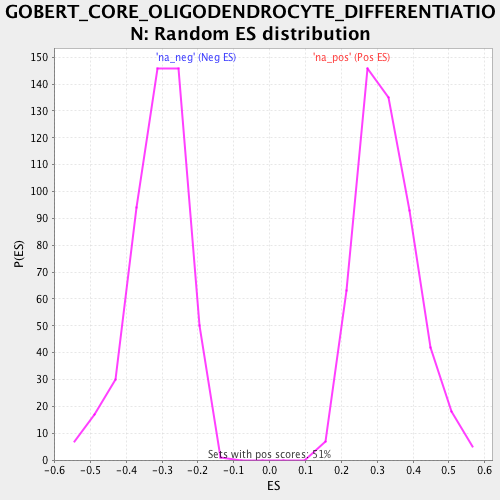 GOBERT_CORE_OLIGODENDROCYTE_DIFFERENTIATIO
N: Random ES distribution
'na_neg' (Neg ES) 'na_pos' (Pos ES)
150
140
130
120
110
100
90
80
70
60
50
40
30
20
10
0
P(ES)
Sets with pos scores: 51%
-0.6 -0.5 -0.4 -0.3 -0.2 -0.1 0.0 0.1 0.2 0.3 0.4 0.5 0.6
ES